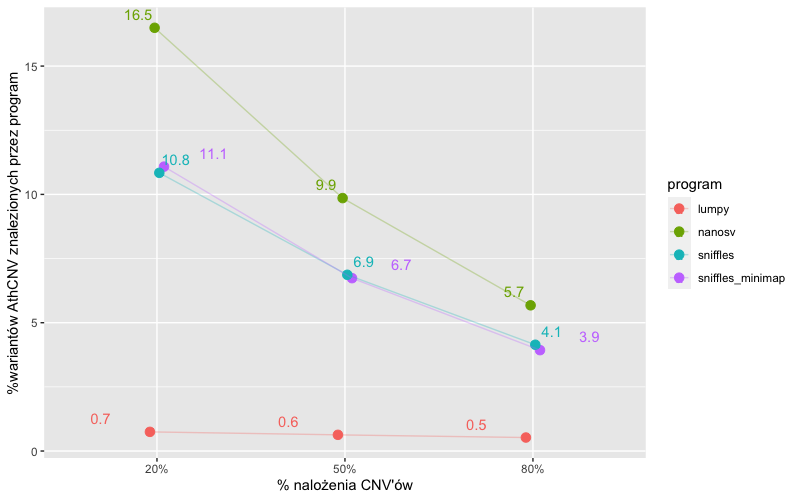 16.5
15
10.8
11.1
10
9.9
6.9
6.7
5.7
5
4.1
3.9
0.7
0.6
0.5
0
20%
50%
80%
% nalożenia CNV'ów
%wariantów AthCNV znalezionych przez program
program
lumpy
nanosv
sniffles
sniffles_minimap